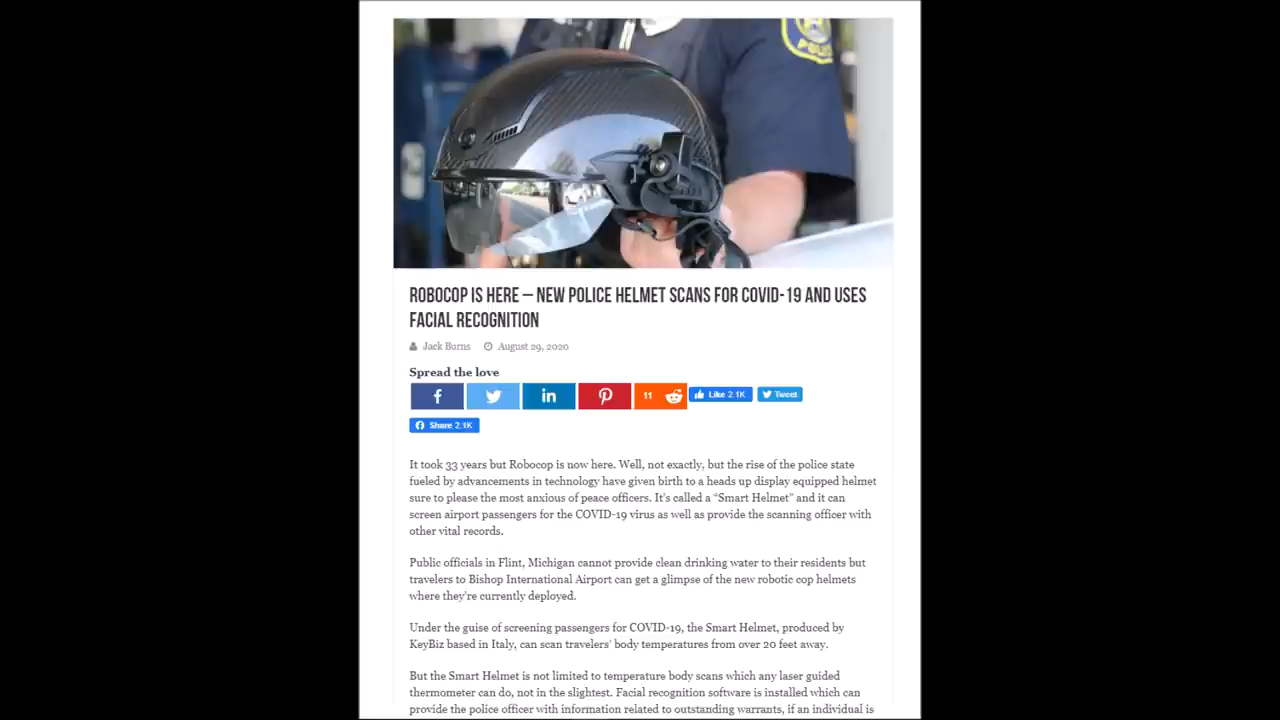 POLICE
ROBOCOP IS HERE – NEW POLICE HELMET SCANS FOR COVID-19 AND USES
FACIAL RECOGNITION
Jack Burns August 29, 2020
Spread the love
11 Like 2.1K Tweet
Share 2.1K
It took 33 years but Robocop is now here. Well, not exactly, but the rise of the police state
fueled by advancements in technology have given birth to a heads up display equipped helmet
sure to please the most anxious of peace officers. It's called a “Smart Helmet” and it can
screen airport passengers for the COVID-19 virus as well as provide the scanning officer with
other vital records.
Public officials in Flint, Michigan cannot provide clean drinking water to their residents but
travelers to Bishop International Airport can get a glimpse of the new robotic cop helmets
where they're currently deployed.
Under the guise of screening passengers for COVID-19, the Smart Helmet, produced by
KeyBiz based in Italy, can scan travelers' body temperatures from over 20 feet away.
But the Smart Helmet is not limited to temperature body scans which any laser guided
thermometer can do, not in the slightest. Facial recognition software is installed which can
provide the police officer with information related to outstanding warrants, if an individual is